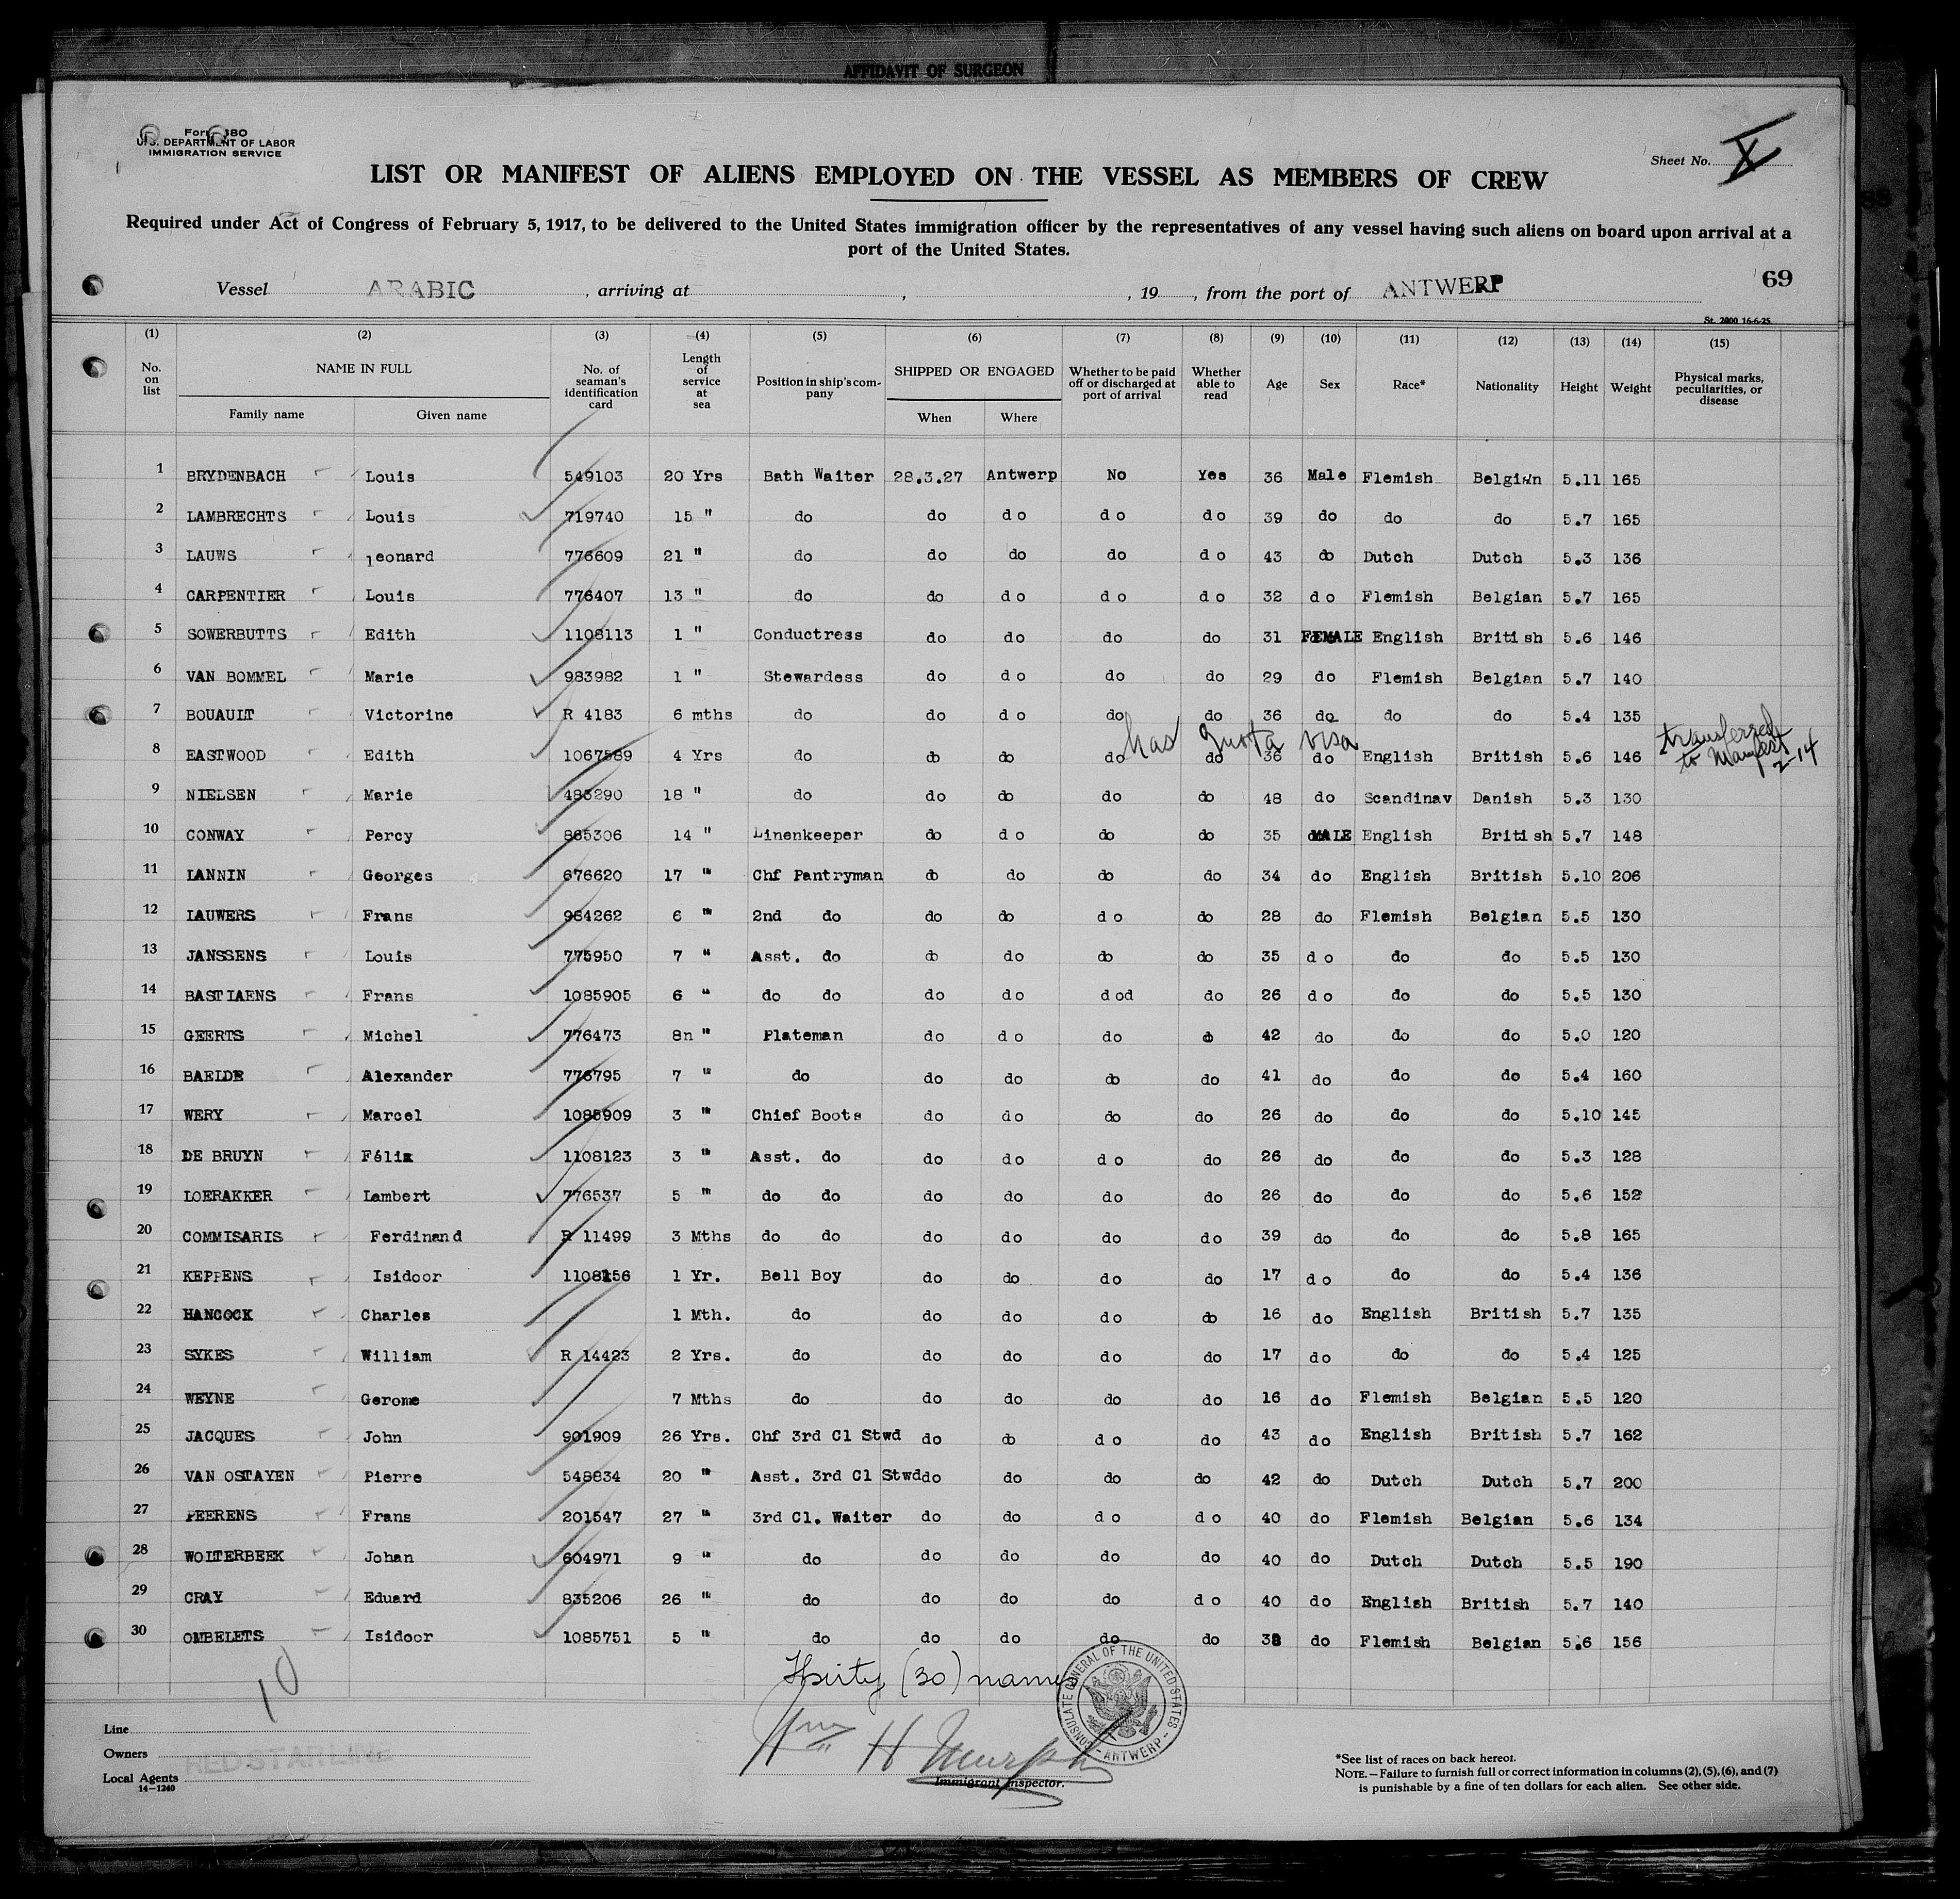 AFFIDAVIT OF SURGEON
Form 680
U. S. DEPARTMENT OF LABOR
IMMIGRATION SERVICE
Sheet No. X
LIST OR MANIFEST OF ALIENS EMPLOYED ON THE VESSEL AS MEMBERS OF CREW
Required under Act of Congress of February 5, 1917, to be delivered to the United States immigration officer by the representatives of any vessel having such aliens on board upon arrival at a
port of the United States.
Vessel ARABIC , arriving at , , 19 , from the port of ANTWERP 69
St. 2000 16-6-25.
(1) (2) (3) (4) (5) (6) (7) (8) (9) (10) (11) (12) (13) (14) (15)
No. on list NAME IN FULL Family name Given name No. of seaman's identification card Length of service at sea Position in ship's company SHIPPED OR ENGAGED When Where Whether to be paid off or discharged at port of arrival Whether able to read Age Sex Race* Nationality Height Weight Physical marks, peculiarities, or disease
1 BRYDENBACH Louis 549103 20 Yrs Bath Waiter 28.3.27 Antwerp No Yes 36 Male Flemish Belgian 5.11 165
2 LAMBRECHTS Louis 719740 15 " do do do do do 39 do do do 5.7 165
3 LAUWS leonard 776609 21 " do do do do do 43 do Dutch Dutch 5.3 136
4 CARPENTIER Louis 776407 13 " do do do do do 32 do Flemish Belgian 5.7 165
5 SOWERBUTTS Edith 1108113 1 " Conductress do do do do 31 FEMALE English British 5.6 146
6 VAN BOMMEL Marie 983982 1 " Stewardess do do do do 29 do Flemish Belgian 5.7 140
7 BOUAULT Victorine R 4183 6 mths do do do do do 36 do do do 5.4 135
has quota visa transferred to Manifest 2-14
8 EASTWOOD Edith 1067569 4 Yrs do do do do do 36 do English British 5.6 146
9 NIELSEN Marie 483290 18 " do do do do do 48 do Scandinav Danish 5.3 130
10 CONWAY Percy 865306 14 " Linenkeeper do do do do 35 MALE English British 5.7 148
11 LANNIN Georges 676620 17 " Chf Pantryman do do do do 34 do English British 5.10 206
12 LAUWERS Frans 964262 6 " 2nd do do do do do 28 do Flemish Belgian 5.5 130
13 JANSSENS Louis 775950 7 " Asst. do do do do do 35 do do do 5.5 130
14 BASTIAENS Frans 1085905 6 " do do do do dod do 26 do do do 5.5 130
15 GEERTS Michel 776473 8n " Plateman do do do do 42 do do do 5.0 120
16 BAELDE Alexander 776795 7 " do do do do do 41 do do do 5.4 160
17 WERY Marcel 1085909 3 " Chief Boots do do do do 26 do do do 5.10 145
18 DE BRUYN Félix 1108123 3 " Asst. do do do do do 26 do do do 5.3 128
19 LOERAKKER Lambert 776537 5 " do do do do do do 26 do do do 5.6 152
20 COMMISARIS Ferdinand R 11499 3 Mths do do do do do do 39 do do do 5.8 165
21 KEPPENS Isidoor 1108156 1 Yr. Bell Boy do do do do 17 do do do 5.4 136
22 HANCOCK Charles 1 Mth. do do do do do 16 do English British 5.7 135
23 SYKES William R 14423 2 Yrs. do do do do do 17 do do do 5.4 125
24 WEYNE Gerome 7 Mths do do do do do 16 do Flemish Belgian 5.5 120
25 JACQUES John 901909 26 Yrs. Chf 3rd Cl Stwd do do do do 43 do English British 5.7 162
26 VAN OSTAYEN Pierre 548834 20 " Asst. 3rd Cl Stwd do do do do 42 do Dutch Dutch 5.7 200
27 PEERENS Frans 201547 27 " 3rd Cl. Waiter do do do do 40 do Flemish Belgian 5.6 134
28 WOLTERBEEK Johan 604971 9 " do do do do do 40 do Dutch Dutch 5.5 190
29 CRAY Eduard 835206 26 " do do do do do 40 do English British 5.7 140
30 OMBELETS Isidoor 1085751 5 " do do do do do 38 do Flemish Belgian 5.6 156
10
Thirty (30) names
CONSULATE GENERAL OF THE UNITED STATES - ANTWERP -
Wm H Murphy
Immigrant Inspector.
Line
Owners RED STAR LINE
Local Agents
14-1240
*See list of races on back hereof.
NOTE.—Failure to furnish full or correct information in columns (2), (5), (6), and (7)
is punishable by a fine of ten dollars for each alien. See other side.